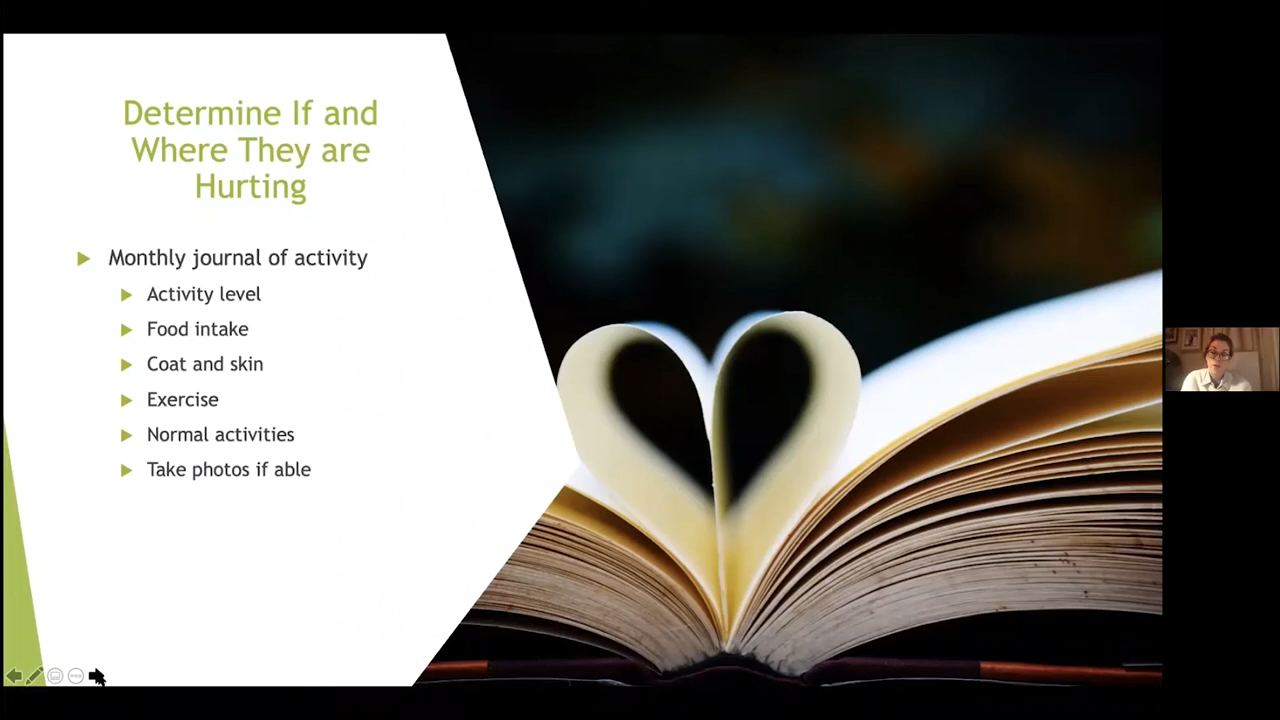 Determine If and
Where They are
Hurting
Monthly journal of activity
Activity level
Food intake
Coat and skin
Exercise
Normal activities
Take photos if able